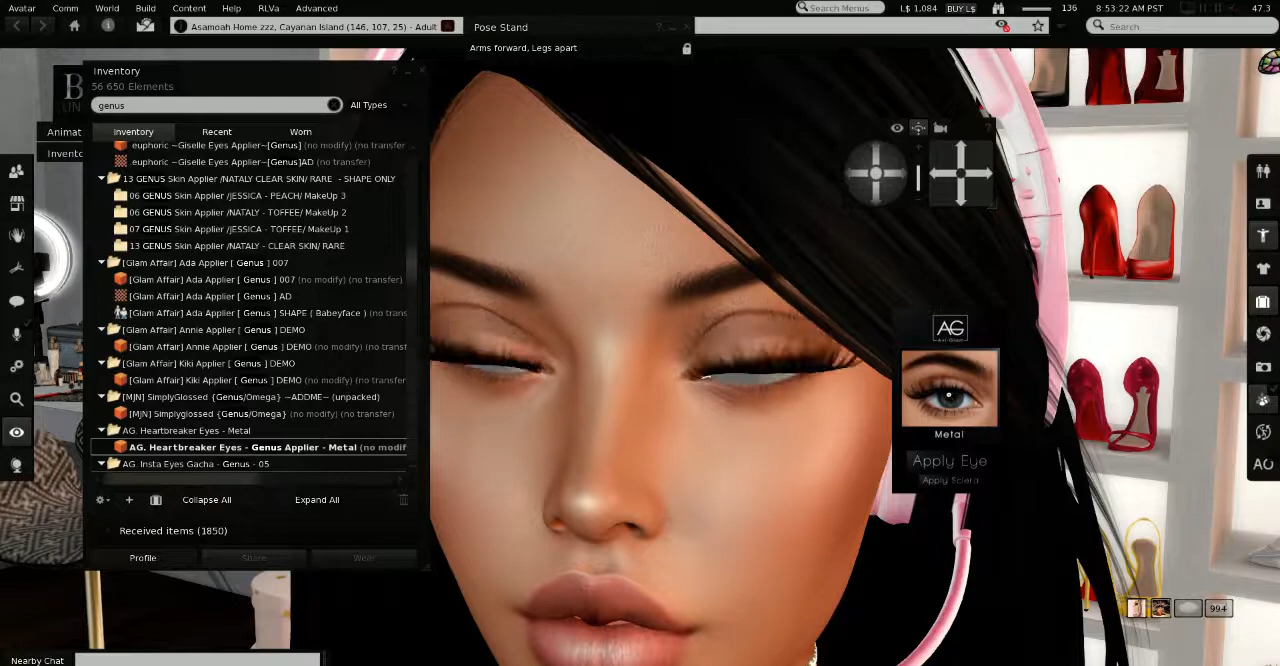 Avatar Comm World Build Content Help RLVa Advanced
Search Menus
L$ 1,084 BUY L$
136
8:53:22 AM PST
47.3
Asamoah Home zzz, Cayanan Island (146, 107, 25) - Adult
Pose Stand
Search
Arms forward, Legs apart
Inventory
56 650 Elements
genus
All Types
Animat
Invento
Inventory Recent Worn
euphoric ~Giselle Eyes Applier~[Genus] (no modify) (no transfer
.euphoric ~Giselle Eyes Applier~[Genus]AD (no transfer)
13 GENUS Skin Applier /NATALY CLEAR SKIN/ RARE - SHAPE ONLY
06 GENUS Skin Applier /JESSICA - PEACH/ MakeUp 3
06 GENUS Skin Applier /NATALY - TOFFEE/ MakeUp 2
07 GENUS Skin Applier /JESSICA - TOFFEE/ MakeUp 1
13 GENUS Skin Applier /NATALY - CLEAR SKIN/ RARE
[Glam Affair] Ada Applier [ Genus ] 007
[Glam Affair] Ada Applier [ Genus ] 007 (no modify) (no transfer)
[Glam Affair] Ada Applier [ Genus ] AD
[Glam Affair] Ada Applier [ Genus ] SHAPE ( Babeyface ) (no trans
[Glam Affair] Annie Applier [ Genus ] DEMO
[Glam Affair] Annie Applier [ Genus ] DEMO (no modify) (no transf
[Glam Affair] Kiki Applier [ Genus ] DEMO
[Glam Affair] Kiki Applier [ Genus ] DEMO (no modify) (no transfer
[MJN] SimplyGlossed {Genus/Omega} ~ADDME~ (unpacked)
[MJN] Simplyglossed {Genus/Omega} (no modify) (no transfer)
AG. Heartbreaker Eyes - Metal
AG. Heartbreaker Eyes - Genus Applier - Metal (no modif
AG. Insta Eyes Gacha - Genus - 05
Collapse All Expand All
Received items (1850)
Profile Share Wear
AG
Metal
Apply Eye
Apply Sclera
AO
994
Nearby Chat